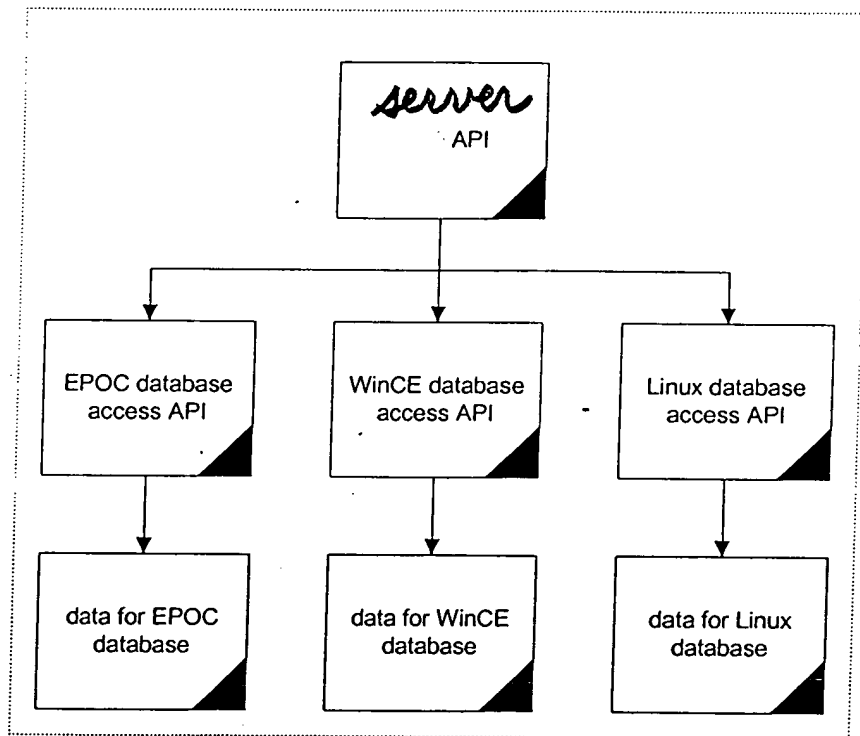 server
API
EPOC database
access API
WinCE database
access API
Linux database
access API
data for EPOC
database
data for WinCE
database
data for Linux
database